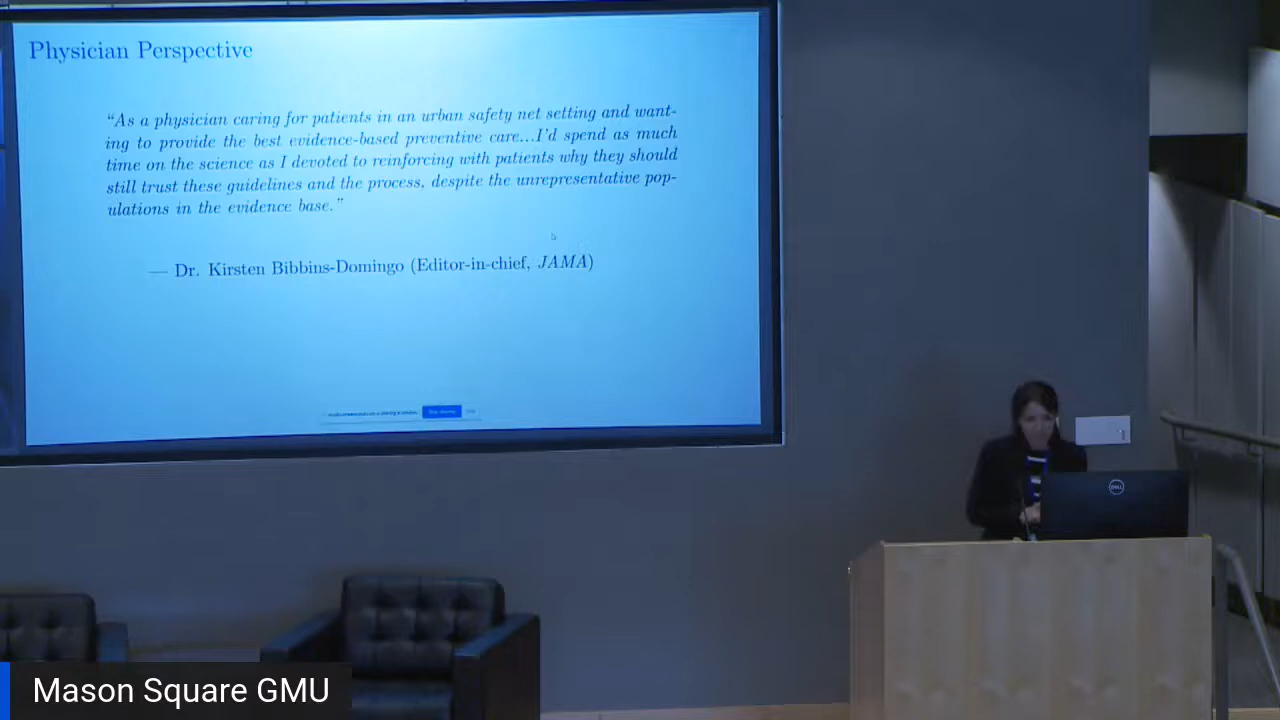 Physician Perspective
“As a physician caring for patients in an urban safety net setting and want-
ing to provide the best evidence-based preventive care...I’d spend as much
time on the science as I devoted to reinforcing with patients why they should
still trust these guidelines and the process, despite the unrepresentative pop-
ulations in the evidence base.”
— Dr. Kirsten Bibbins-Domingo (Editor-in-chief, JAMA)
DELL
Mason Square GMU